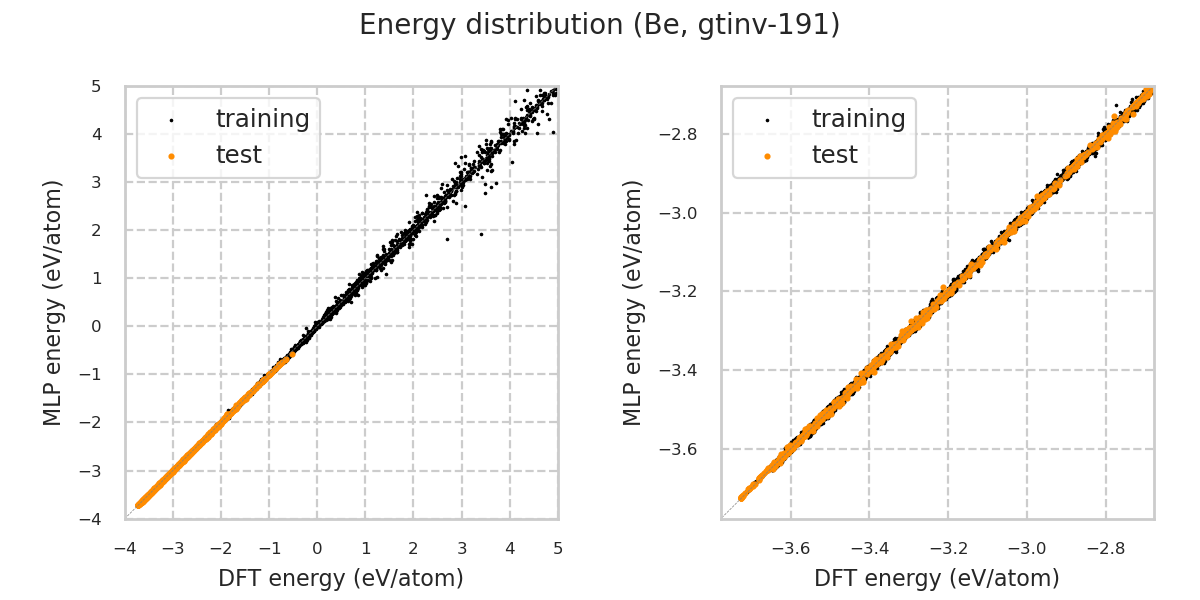 Energy distribution (Be, gtinv-191)
training
test
5
4
3
2
1
0
−1
−2
−3
−4
MLP energy (eV/atom)
−4 −3 −2 −1 0 1 2 3 4 5
DFT energy (eV/atom)
training
test
−2.8
−3.0
−3.2
−3.4
−3.6
MLP energy (eV/atom)
−3.6 −3.4 −3.2 −3.0 −2.8
DFT energy (eV/atom)